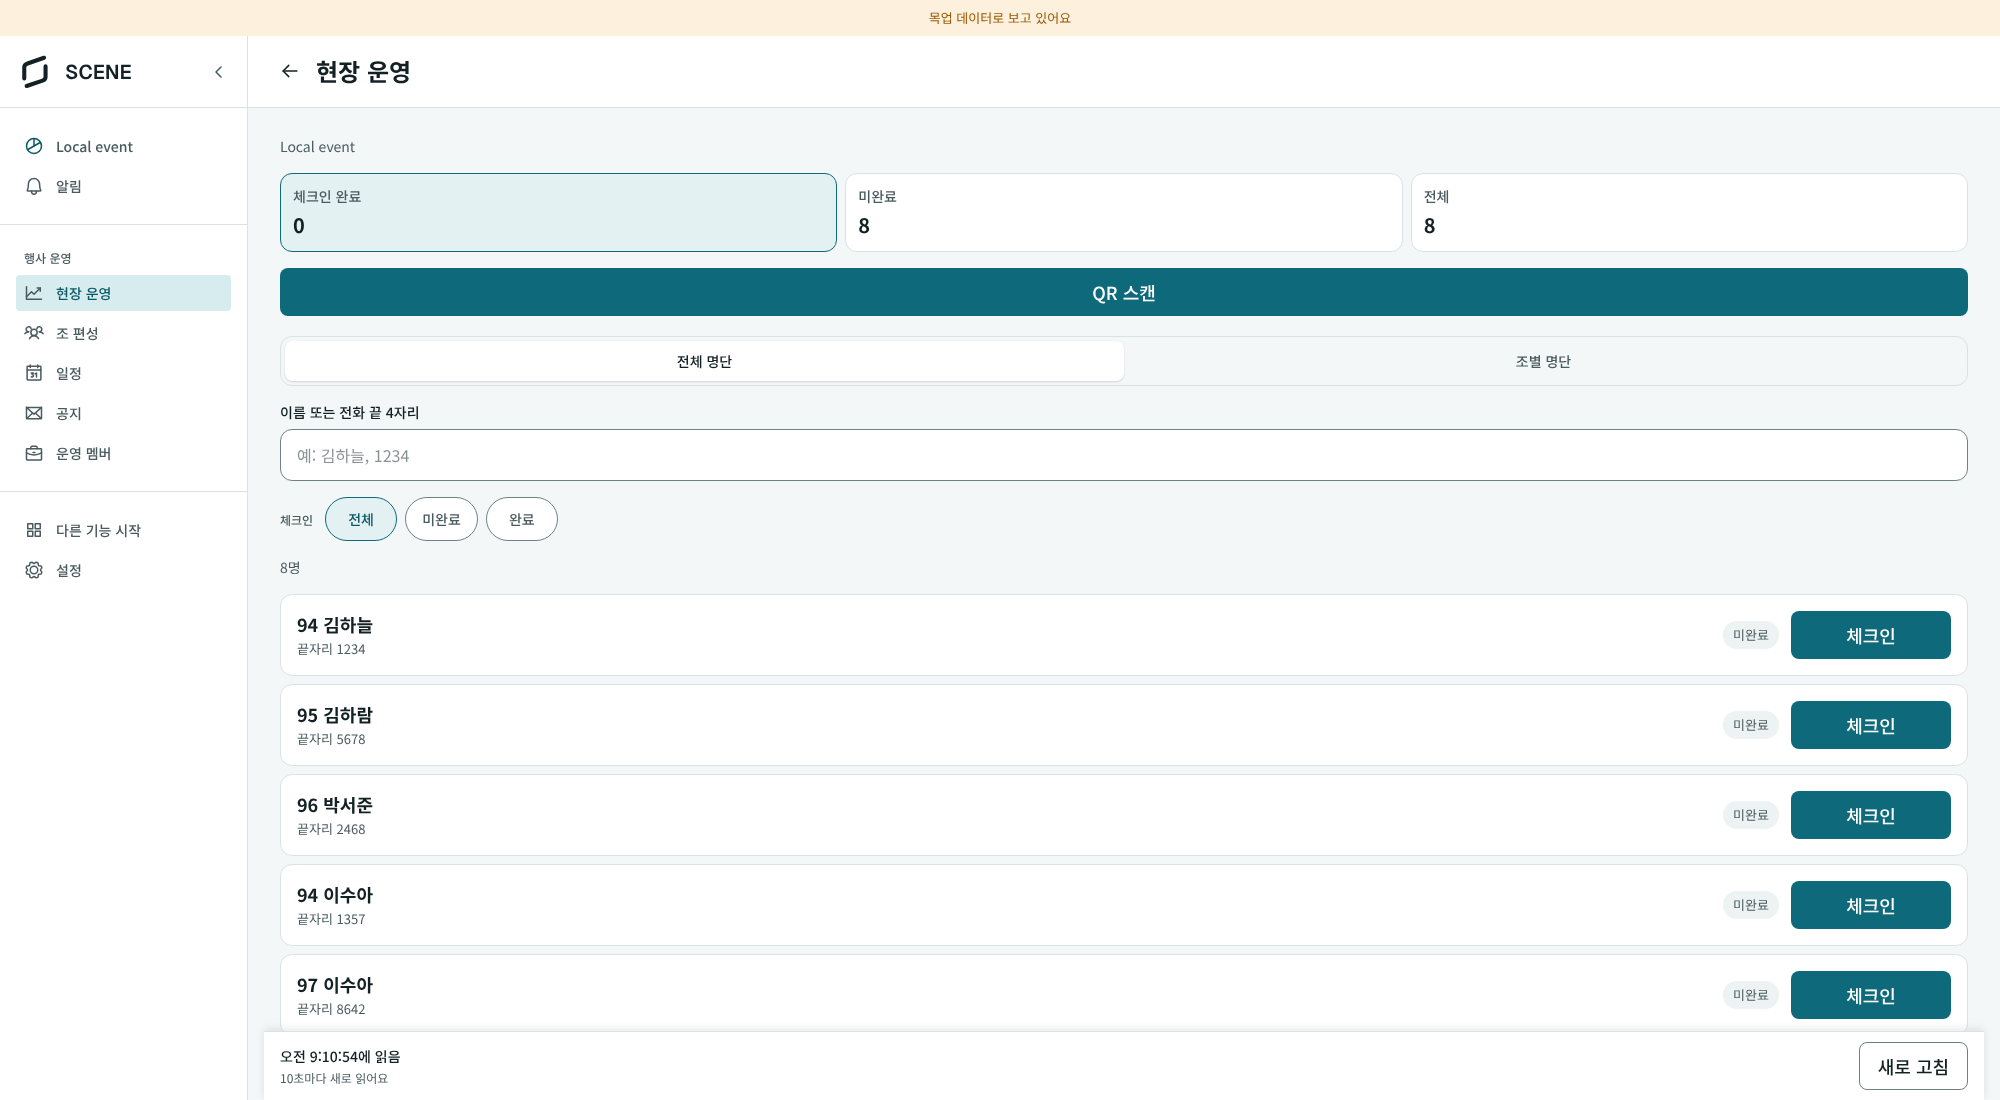 목업 데이터로 보고 있어요
SCENE
현장 운영
Local event
알림
행사 운영
현장 운영
조 편성
일정
공지
운영 멤버
다른 기능 시작
설정
Local event
체크인 완료
0
미완료
8
전체
8
QR 스캔
전체 명단
조별 명단
이름 또는 전화 끝 4자리
예: 김하늘, 1234
체크인
전체
미완료
완료
8명
94 김하늘
끝자리 1234
미완료
체크인
95 김하람
끝자리 5678
미완료
체크인
96 박서준
끝자리 2468
미완료
체크인
94 이수아
끝자리 1357
미완료
체크인
97 이수아
끝자리 8642
미완료
체크인
오전 9:10:54에 읽음
10초마다 새로 읽어요
새로 고침